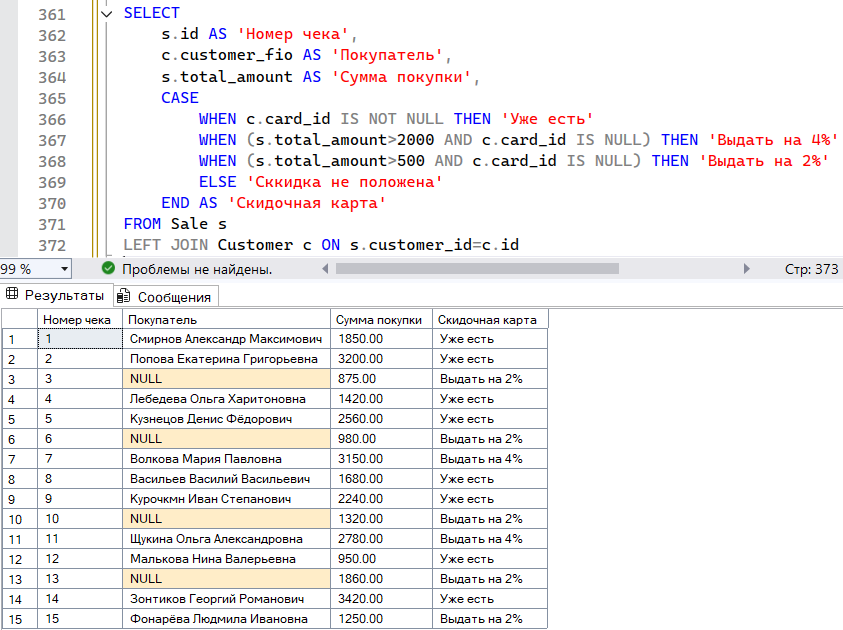 361 SELECT
362 s.id AS 'Номер чека',
363 c.customer_fio AS 'Покупатель',
364 s.total_amount AS 'Сумма покупки',
365 CASE
366 WHEN c.card_id IS NOT NULL THEN 'Уже есть'
367 WHEN (s.total_amount>2000 AND c.card_id IS NULL) THEN 'Выдать на 4%'
368 WHEN (s.total_amount>500 AND c.card_id IS NULL) THEN 'Выдать на 2%'
369 ELSE 'Сккидка не положена'
370 END AS 'Скидочная карта'
371 FROM Sale s
372 LEFT JOIN Customer c ON s.customer_id=c.id
99 % Проблемы не найдены. Стр: 373
Результаты Сообщения
Номер чека Покупатель Сумма покупки Скидочная карта
1 1 Смирнов Александр Максимович 1850.00 Уже есть
2 2 Попова Екатерина Григорьевна 3200.00 Уже есть
3 3 NULL 875.00 Выдать на 2%
4 4 Лебедева Ольга Харитоновна 1420.00 Уже есть
5 5 Кузнецов Денис Фёдорович 2560.00 Уже есть
6 6 NULL 980.00 Выдать на 2%
7 7 Волкова Мария Павловна 3150.00 Выдать на 4%
8 8 Васильев Василий Васильевич 1680.00 Уже есть
9 9 Курочкмн Иван Степанович 2240.00 Уже есть
10 10 NULL 1320.00 Выдать на 2%
11 11 Щукина Ольга Александровна 2780.00 Выдать на 4%
12 12 Малькова Нина Валерьевна 950.00 Уже есть
13 13 NULL 1860.00 Выдать на 2%
14 14 Зонтиков Георгий Романович 3420.00 Уже есть
15 15 Фонарёва Людмила Ивановна 1250.00 Выдать на 2%